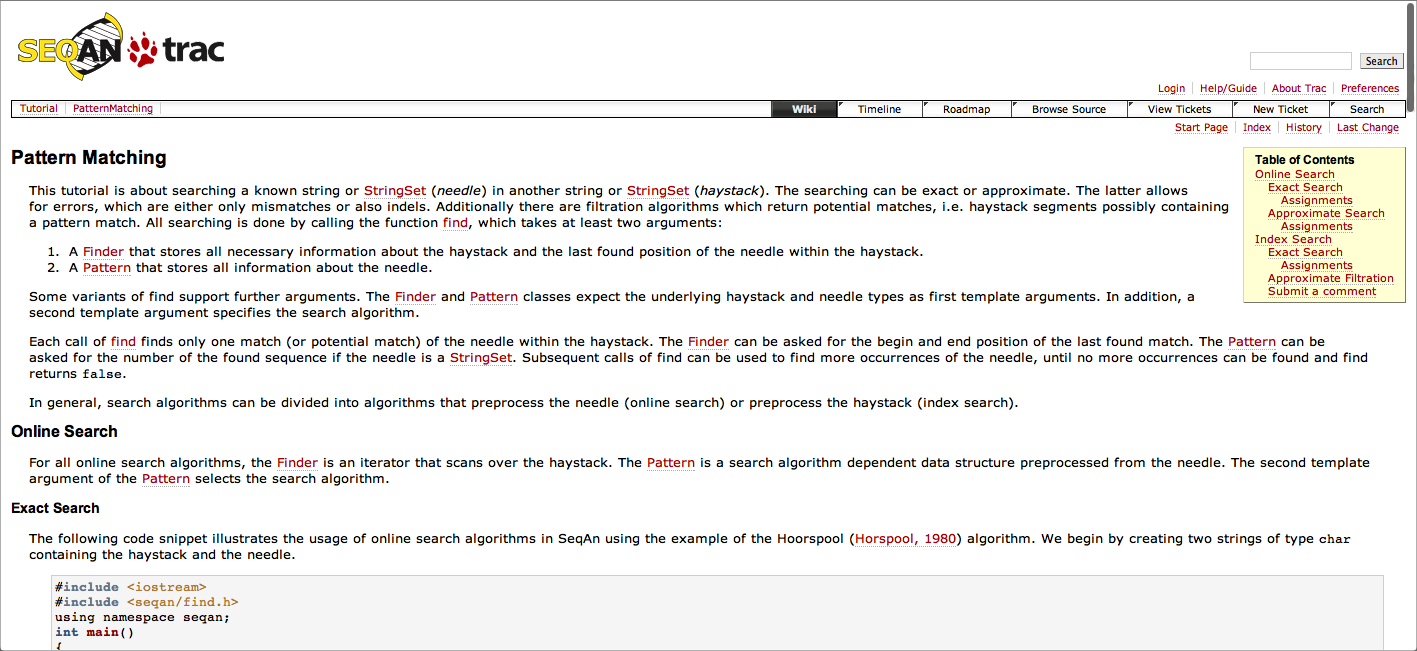 SEQAN trac
Search
Login Help/Guide About Trac Preferences
Tutorial PatternMatching Wiki Timeline Roadmap Browse Source View Tickets New Ticket Search
Start Page Index History Last Change
Pattern Matching
This tutorial is about searching a known string or StringSet (needle) in another string or StringSet (haystack). The searching can be exact or approximate. The latter allows
for errors, which are either only mismatches or also indels. Additionally there are filtration algorithms which return potential matches, i.e. haystack segments possibly containing
a pattern match. All searching is done by calling the function find, which takes at least two arguments:
1. A Finder that stores all necessary information about the haystack and the last found position of the needle within the haystack.
2. A Pattern that stores all information about the needle.
Some variants of find support further arguments. The Finder and Pattern classes expect the underlying haystack and needle types as first template arguments. In addition, a
second template argument specifies the search algorithm.
Each call of find finds only one match (or potential match) of the needle within the haystack. The Finder can be asked for the begin and end position of the last found match. The Pattern can be
asked for the number of the found sequence if the needle is a StringSet. Subsequent calls of find can be used to find more occurrences of the needle, until no more occurrences can be found and find
returns false.
In general, search algorithms can be divided into algorithms that preprocess the needle (online search) or preprocess the haystack (index search).
Table of Contents
Online Search
Exact Search
Assignments
Approximate Search
Assignments
Index Search
Exact Search
Assignments
Approximate Filtration
Submit a comment
Online Search
For all online search algorithms, the Finder is an iterator that scans over the haystack. The Pattern is a search algorithm dependent data structure preprocessed from the needle. The second template
argument of the Pattern selects the search algorithm.
Exact Search
The following code snippet illustrates the usage of online search algorithms in SeqAn using the example of the Hoorspool (Horspool, 1980) algorithm. We begin by creating two strings of type char
containing the haystack and the needle.
#include <iostream>
#include <seqan/find.h>
using namespace seqan;
int main()
{